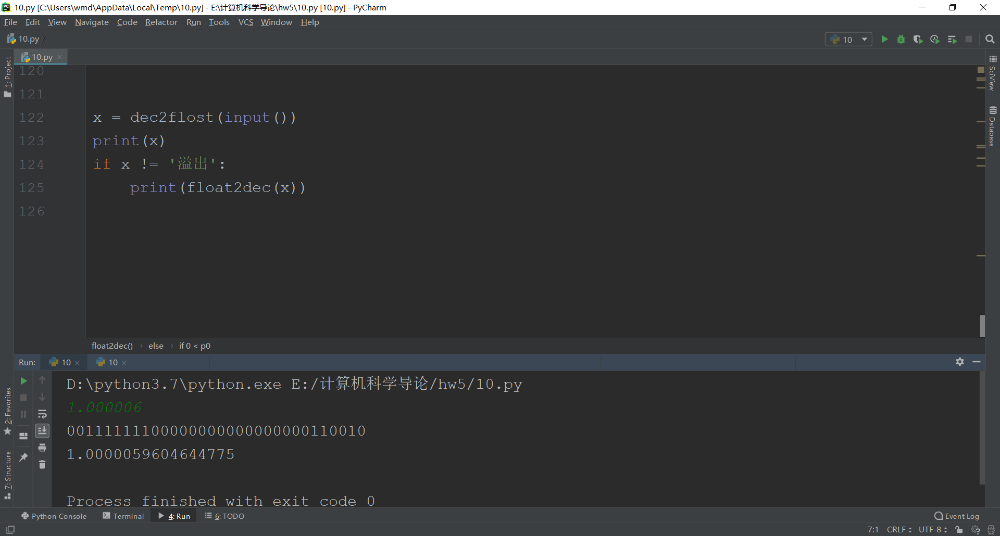 10.py [C:\Users\wmd\AppData\Local\Temp\10.py] - E:\计算机科学导论\hw5\10.py [10.py] - PyCharm
File Edit View Navigate Code Refactor Run Tools VCS Window Help
10.py
10
10.py
1: Project
SciView
Database
120
121
122 x = dec2flost(input())
123 print(x)
124 if x != '溢出':
125     print(float2dec(x))
126
float2dec() › else › if 0 < p0
Run: 10 10
D:\python3.7\python.exe E:/计算机科学导论/hw5/10.py
1.000006
00111111100000000000000000110010
1.0000059604644775
Process finished with exit code 0
2: Favorites
7: Structure
Python Console Terminal 4: Run 6: TODO Event Log
7:1 CRLF UTF-8